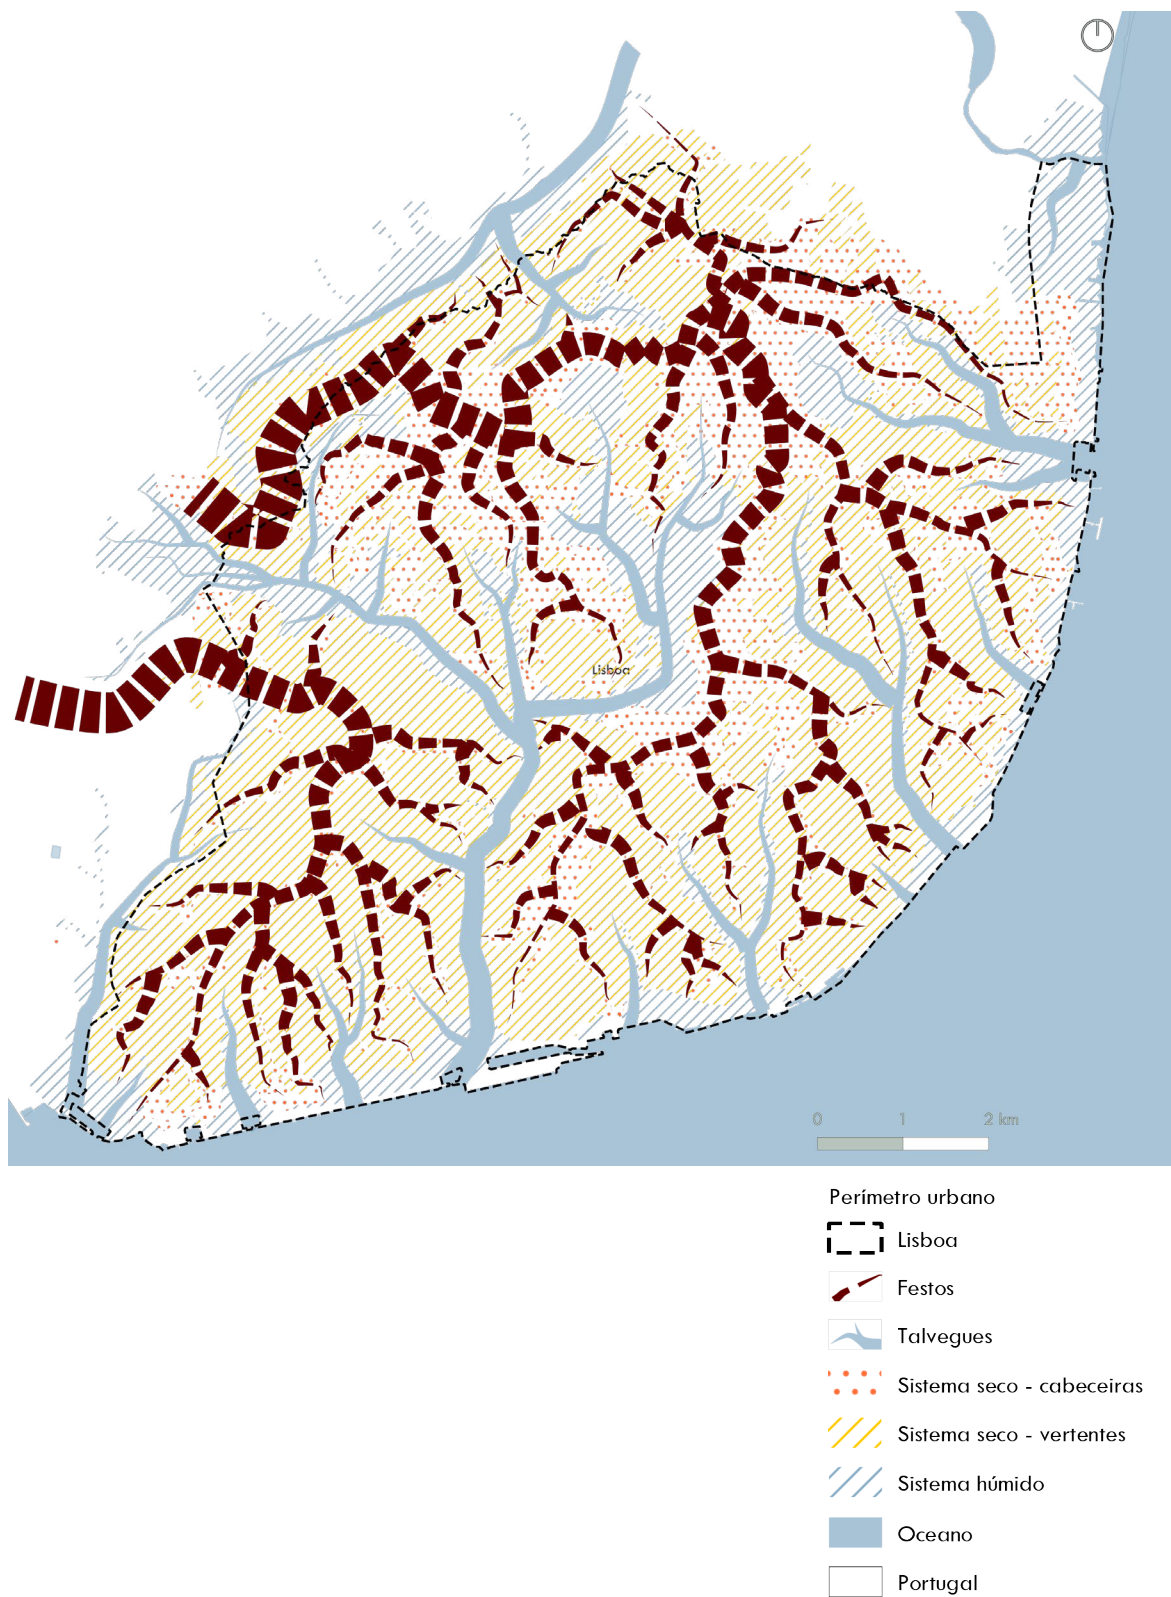 Lisboa
0 1 2 km
Perímetro urbano
Lisboa
Festos
Talvegues
Sistema seco - cabeceiras
Sistema seco - vertentes
Sistema húmido
Oceano
Portugal